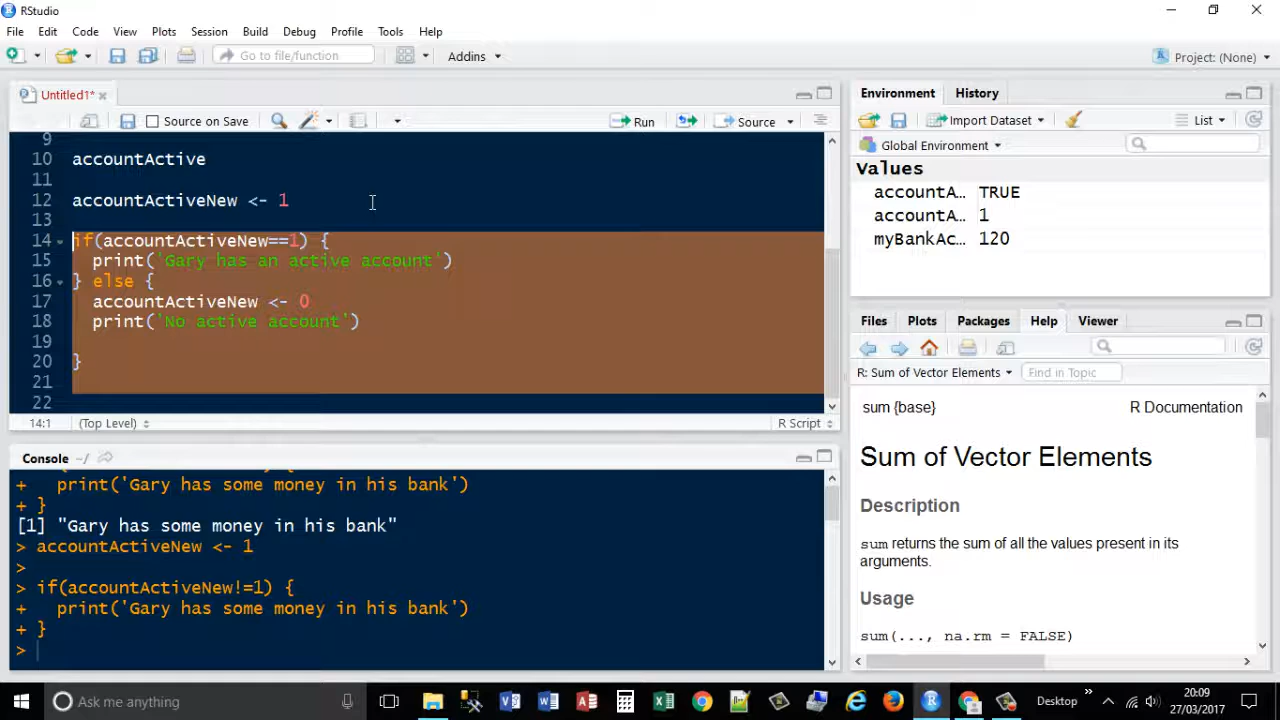 RStudio
File Edit Code View Plots Session Build Debug Profile Tools Help
Go to file/function Addins Project: (None)
Untitled1*
Source on Save Run Source
9
10 accountActive
11
12 accountActiveNew <- 1
13
14 if(accountActiveNew==1) {
15 print('Gary has an active account')
16 } else {
17 accountActiveNew <- 0
18 print('No active account')
19
20 }
21
22
14:1 (Top Level) R Script
Console ~/
+ print('Gary has some money in his bank')
+ }
[1] "Gary has some money in his bank"
> accountActiveNew <- 1
>
> if(accountActiveNew!=1) {
+ print('Gary has some money in his bank')
+ }
>
Environment History
Import Dataset List
Global Environment
Values
accountA… TRUE
accountA… 1
myBankAc… 120
Files Plots Packages Help Viewer
R: Sum of Vector Elements Find in Topic
sum {base} R Documentation
Sum of Vector Elements
Description
sum returns the sum of all the values present in its
arguments.
Usage
sum(..., na.rm = FALSE)
Ask me anything Desktop 20:09
27/03/2017